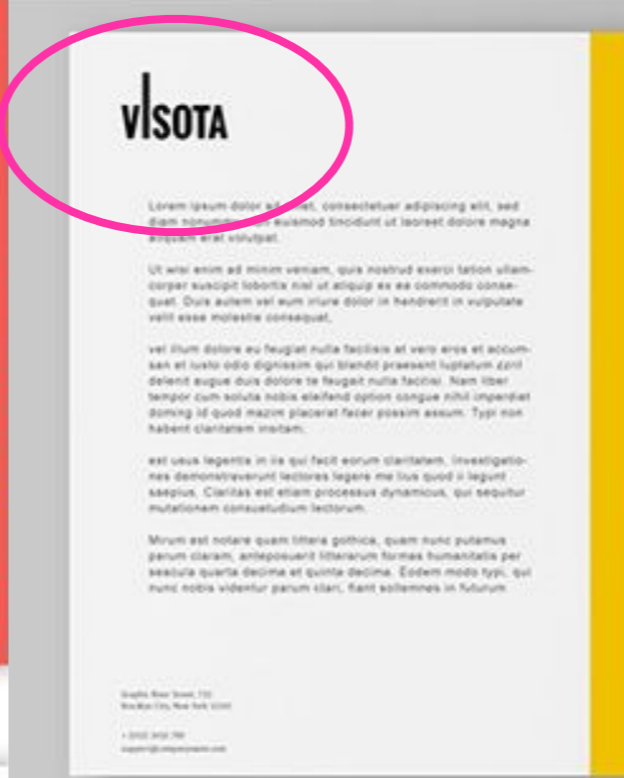 VISOTA
Lorem ipsum dolor met, consectetuer adipiscing elit, sed
diam euismod tincidunt ut laoreet dolore magna
aliquam erat volutpat.
Ut wisi enim ad minim veniam, quis nostrud exerci tation ullam-
corper suscipit lobortis nisl ut aliquip ex ea commodo conse-
quat. Duis autem vel eum iriure dolor in hendrerit in vulputate
velit esse molestie consequat,
vel illum dolore eu feugiat nulla facilisis at vero eros et accum-
san et iusto odio dignissim qui blandit praesent luptatum zzril
delenit augue duis dolore te feugait nulla facilisi. Nam liber
tempor cum soluta nobis eleifend option congue nihil imperdiet
doming id quod mazim placerat facer possim assum. Typi non
habent claritatem insitam;
est usus legentis in iis qui facit eorum claritatem. Investigatio-
nes demonstraverunt lectores legere me lius quod ii legunt
saepius. Claritas est etiam processus dynamicus, qui sequitur
mutationem consuetudium lectorum.
Mirum est notare quam littera gothica, quam nunc putamus
parum claram, anteposuerit litterarum formas humanitatis per
seacula quarta decima et quinta decima. Eodem modo typi, qui
nunc nobis videntur parum clari, fiant sollemnes in futurum
Street,
City, New York